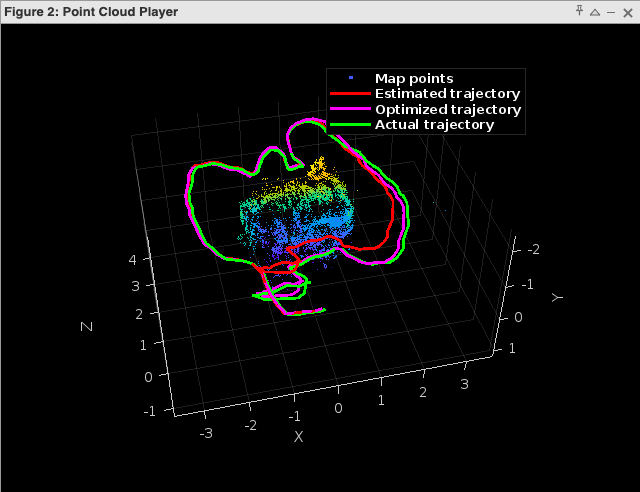 Figure 2: Point Cloud Player
Map points
Estimated trajectory
Optimized trajectory
Actual trajectory
4
3
2
1
0
-1
Z
-3
-2
-1
0
1
2
3
X
-2
-1
0
1
Y